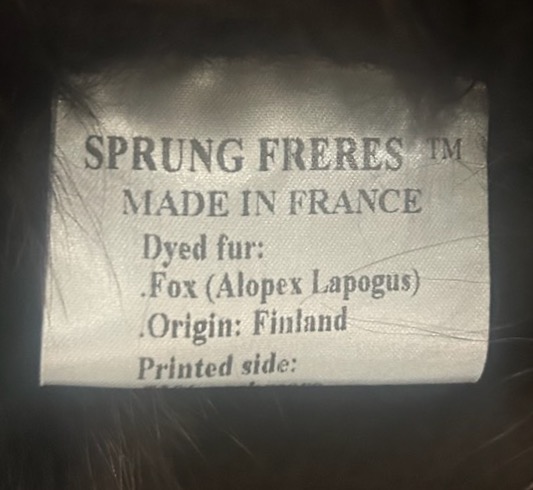 SPRUNG FRERES ™
MADE IN FRANCE
Dyed fur:
.Fox (Alopex Lapogus)
.Origin: Finland
Printed side: